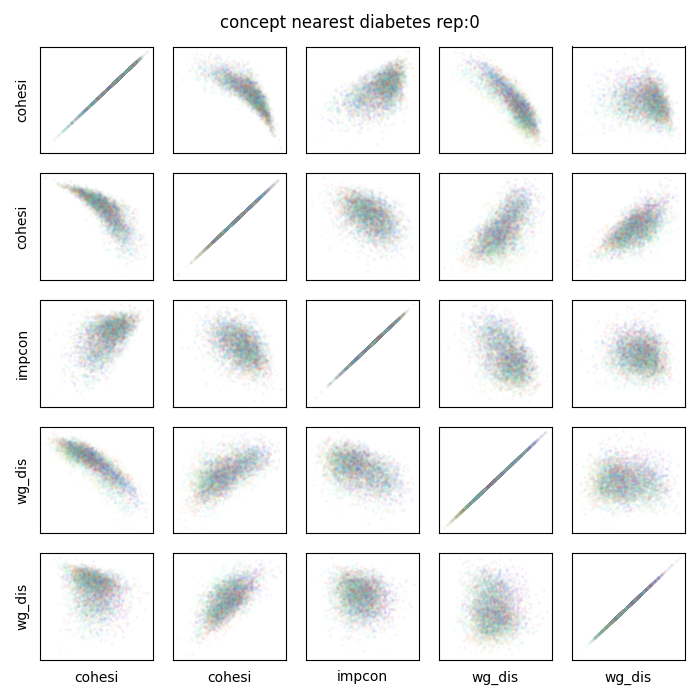 concept nearest diabetes rep:0
cohesi
cohesi
impcon
wg_dis
wg_dis
cohesi cohesi impcon wg_dis wg_dis